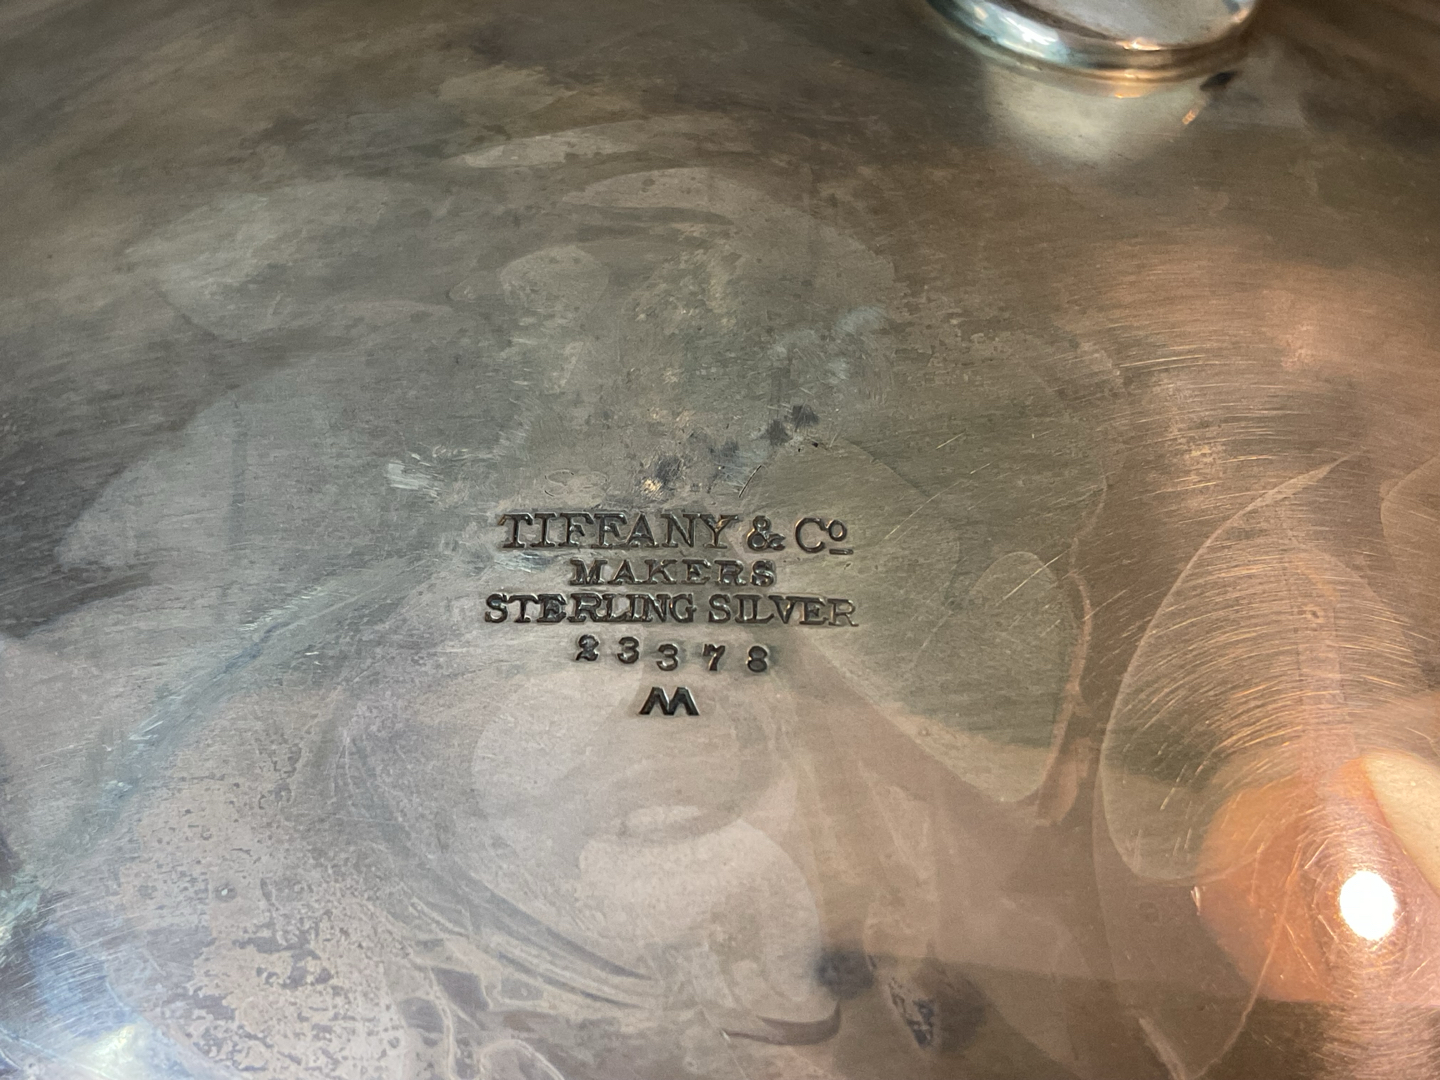 TIFFANY & Cº
MAKERS
STERLING SILVER
23378
M